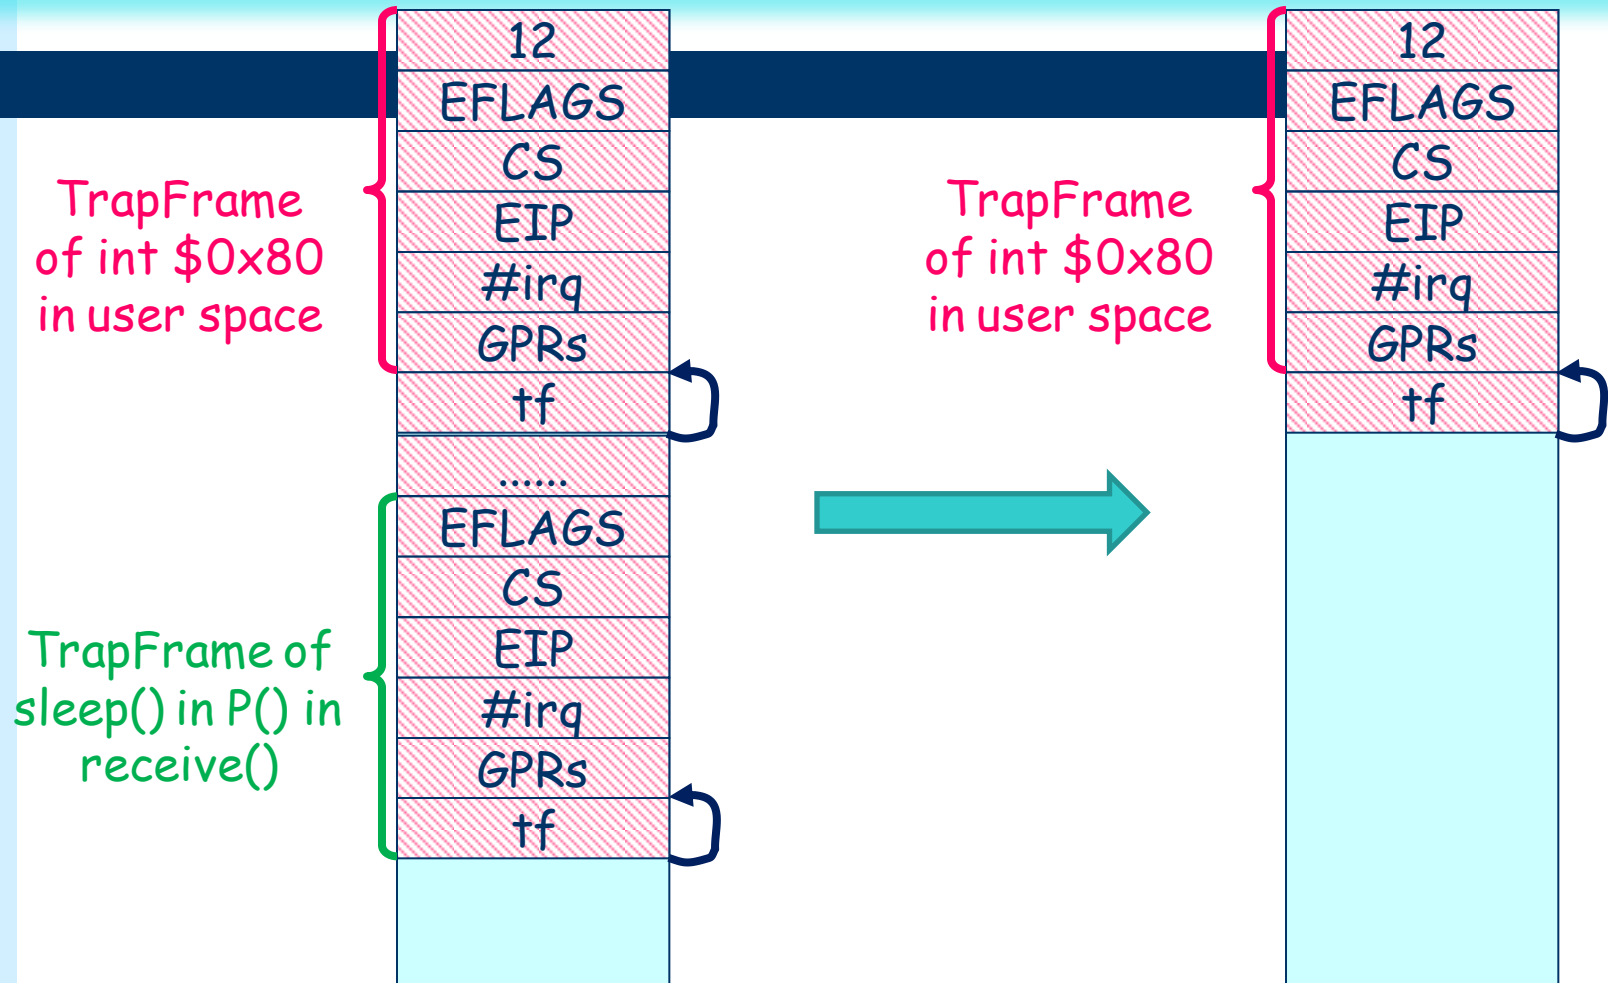 12
EFLAGS
CS
EIP
#irq
GPRs
tf
......
EFLAGS
CS
EIP
#irq
GPRs
tf
TrapFrame
of int $0x80
in user space
TrapFrame of
sleep() in P() in
receive()
12
EFLAGS
CS
EIP
#irq
GPRs
tf
TrapFrame
of int $0x80
in user space